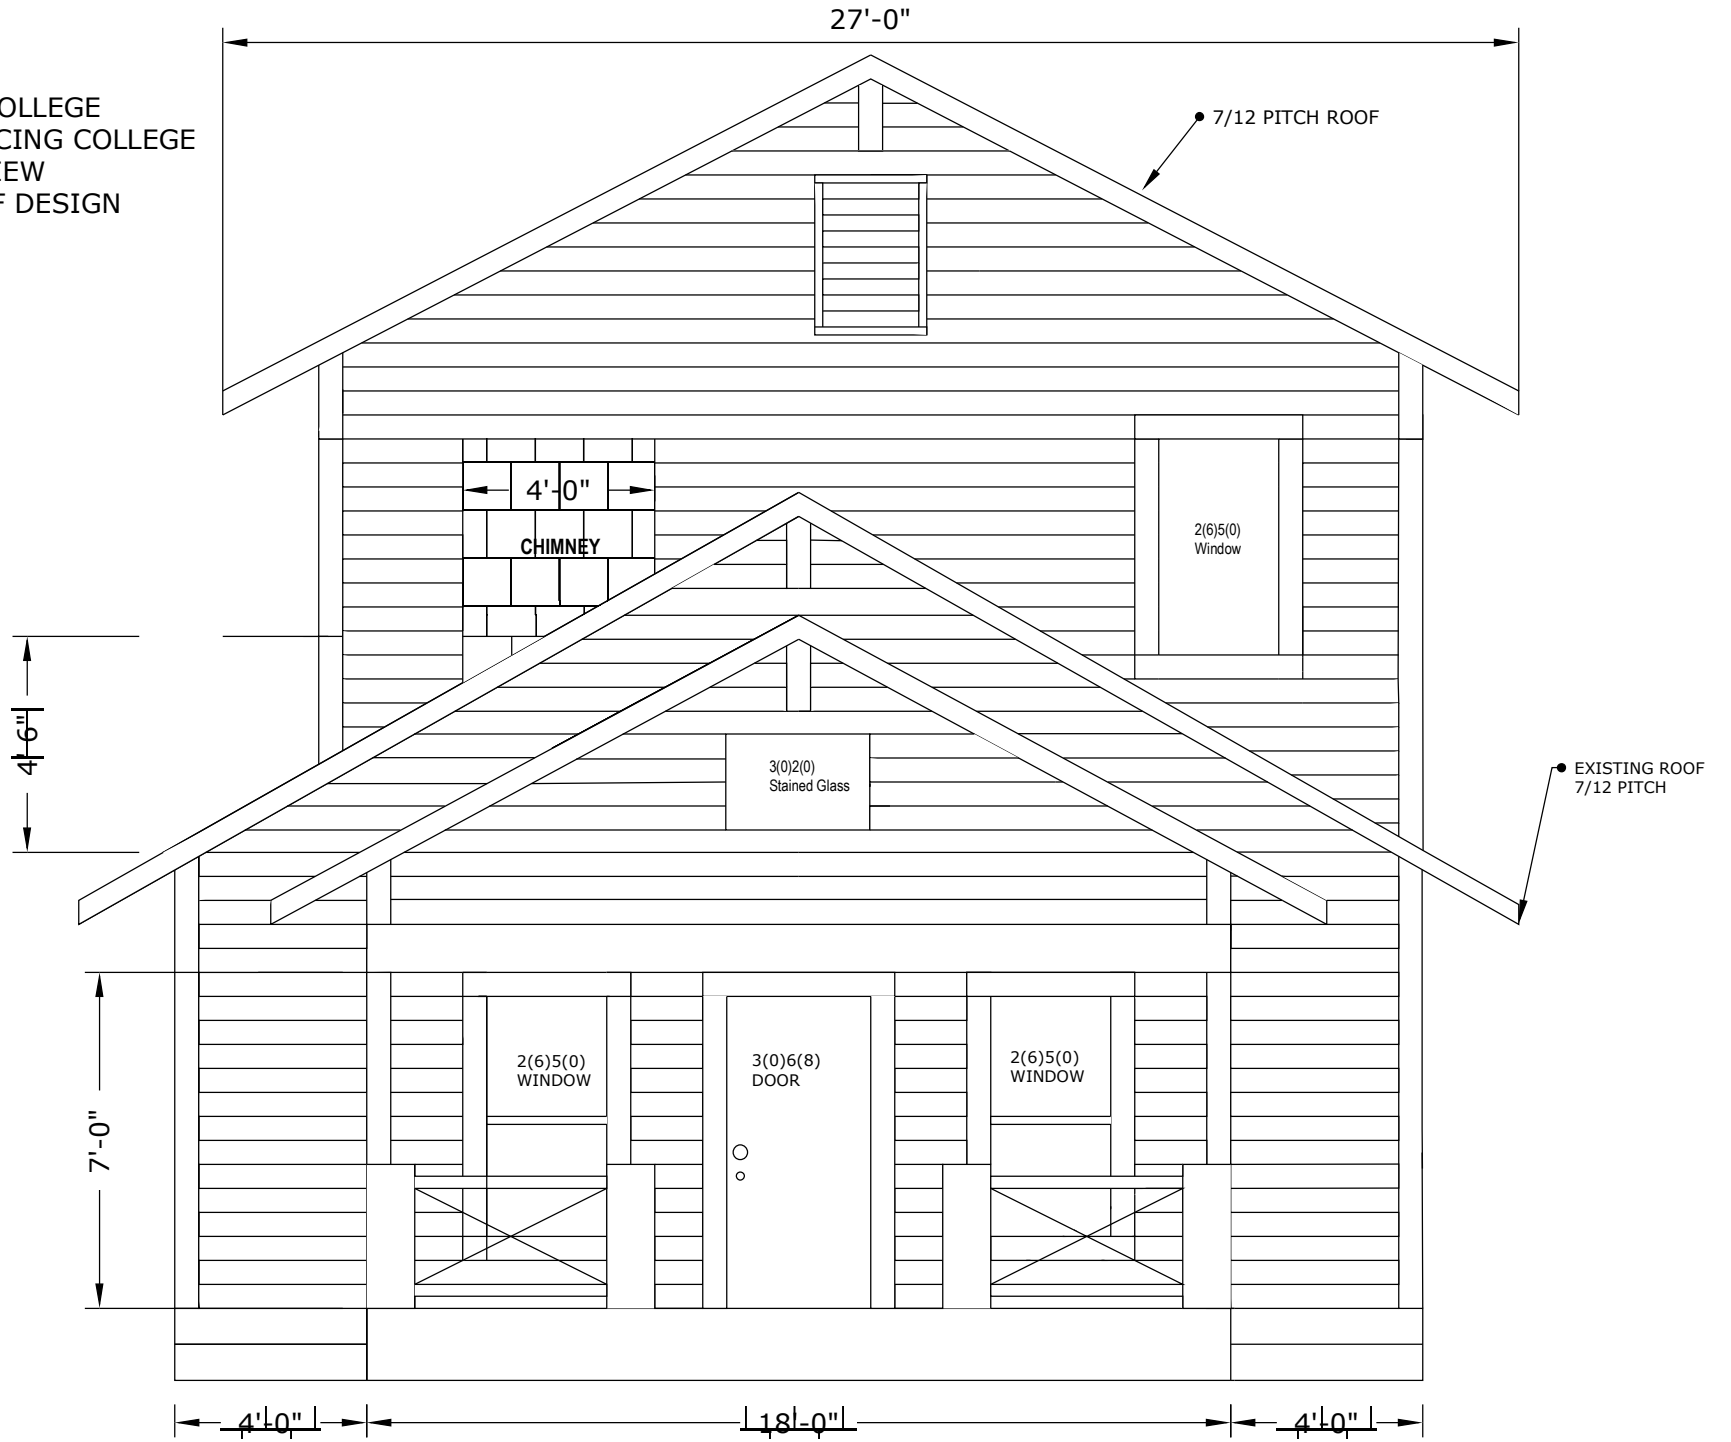 27'-0"
OLLEGE
CING COLLEGE
IEW
F DESIGN
7/12 PITCH ROOF
4'-0"
CHIMNEY
2(6)5(0)
Window
4'-6"
3(0)2(0)
Stained Glass
EXISTING ROOF
7/12 PITCH
2(6)5(0)
WINDOW
3(0)6(8)
DOOR
2(6)5(0)
WINDOW
7'-0"
4'-0"
18'-0"
4'-0"